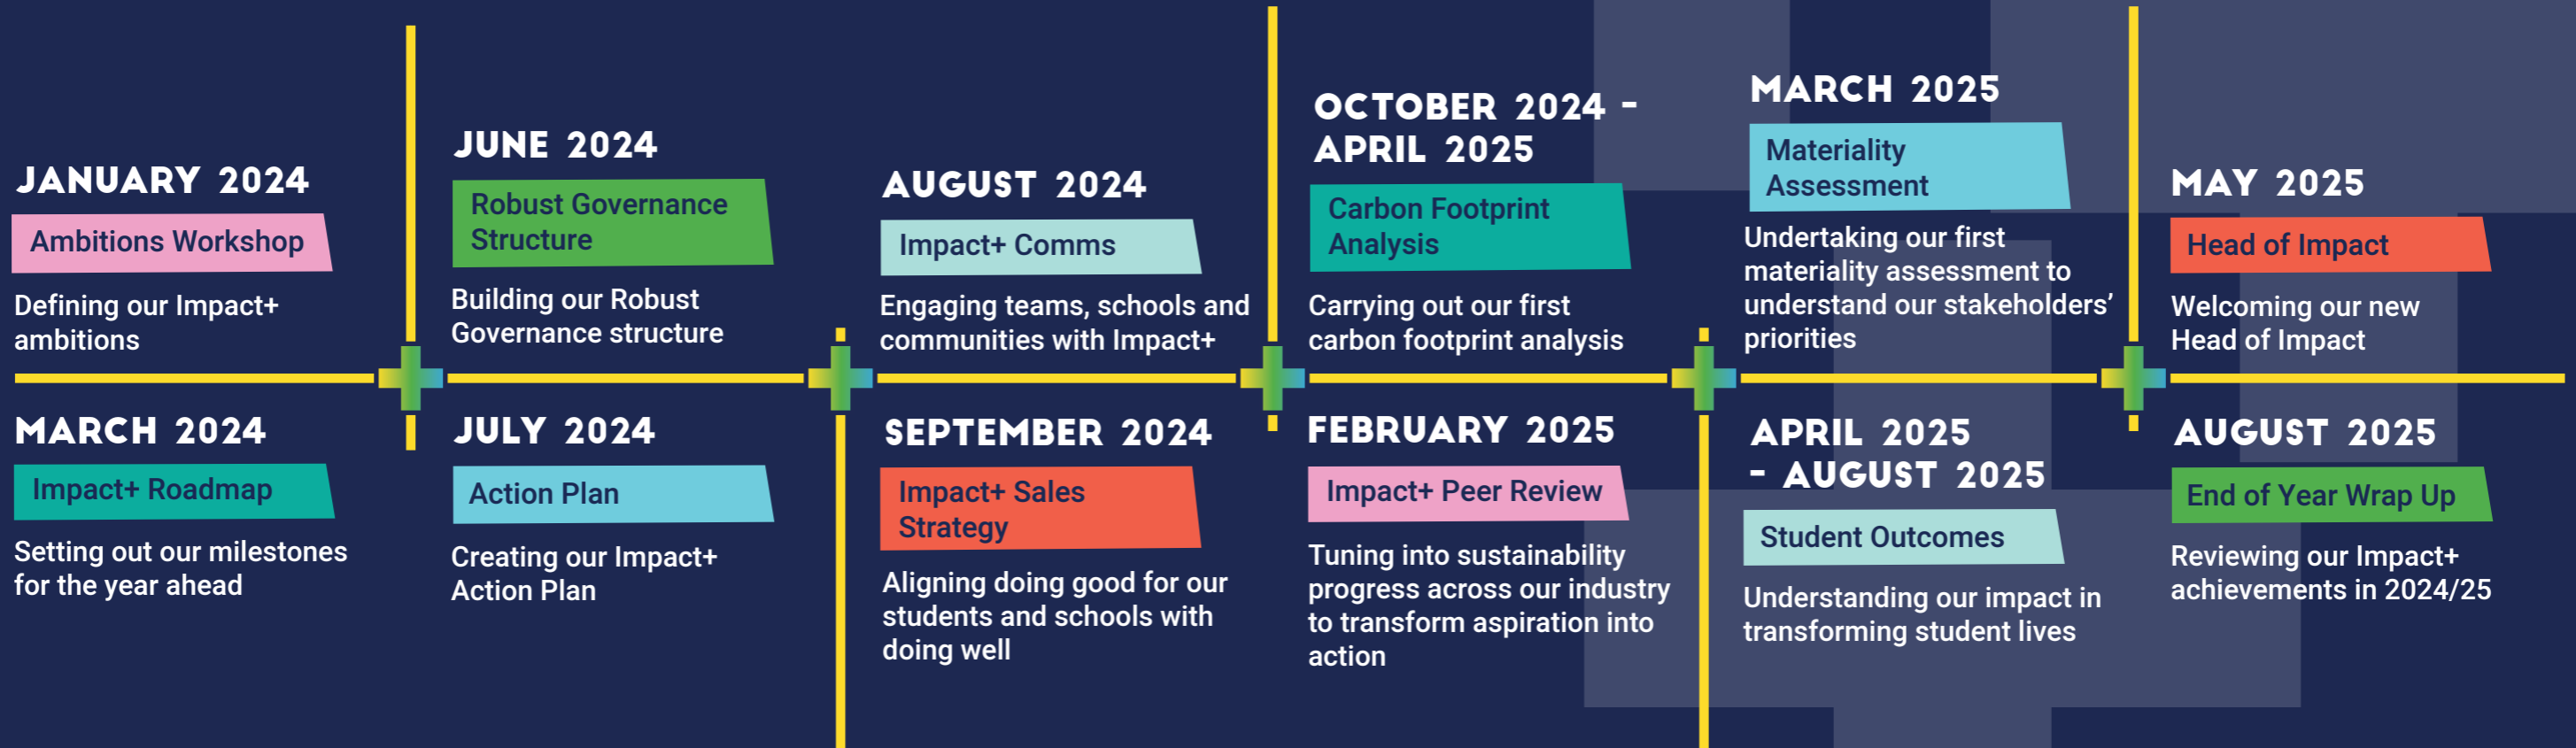 JANUARY 2024
Ambitions Workshop
Defining our Impact+
ambitions
MARCH 2024
Impact+ Roadmap
Setting out our milestones
for the year ahead
JUNE 2024
Robust Governance
Structure
Building our Robust
Governance structure
JULY 2024
Action Plan
Creating our Impact+
Action Plan
AUGUST 2024
Impact+ Comms
Engaging teams, schools and
communities with Impact+
SEPTEMBER 2024
Impact+ Sales
Strategy
Aligning doing good for our
students and schools with
doing well
OCTOBER 2024 -
APRIL 2025
Carbon Footprint
Analysis
Carrying out our first
carbon footprint analysis
FEBRUARY 2025
Impact+ Peer Review
Tuning into sustainability
progress across our industry
to transform aspiration into
action
MARCH 2025
Materiality
Assessment
Undertaking our first
materiality assessment to
understand our stakeholders’
priorities
APRIL 2025
- AUGUST 2025
Student Outcomes
Understanding our impact in
transforming student lives
MAY 2025
Head of Impact
Welcoming our new
Head of Impact
AUGUST 2025
End of Year Wrap Up
Reviewing our Impact+
achievements in 2024/25